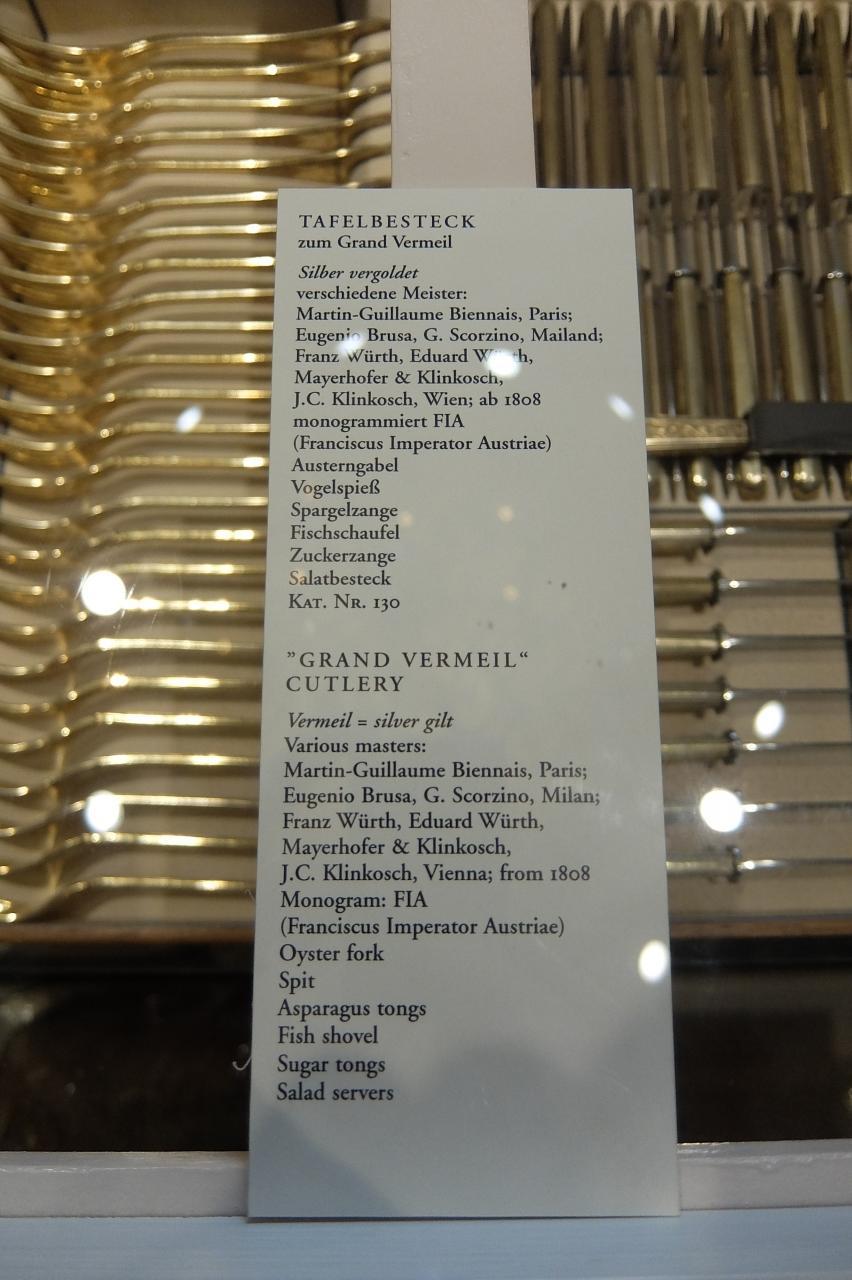 TAFELBESTECK
zum Grand Vermeil
Silber vergoldet
verschiedene Meister:
Martin-Guillaume Biennais, Paris;
Eugenio Brusa, G. Scorzino, Mailand;
Franz Würth, Eduard Würth,
Mayerhofer & Klinkosch,
J.C. Klinkosch, Wien; ab 1808
monogrammiert FIA
(Franciscus Imperator Austriae)
Austerngabel
Vogelspieß
Spargelzange
Fischschaufel
Zuckerzange
Salatbesteck
KAT. NR. 130
”GRAND VERMEIL“
CUTLERY
Vermeil = silver gilt
Various masters:
Martin-Guillaume Biennais, Paris;
Eugenio Brusa, G. Scorzino, Milan;
Franz Würth, Eduard Würth,
Mayerhofer & Klinkosch,
J.C. Klinkosch, Vienna; from 1808
Monogram: FIA
(Franciscus Imperator Austriae)
Oyster fork
Spit
Asparagus tongs
Fish shovel
Sugar tongs
Salad servers